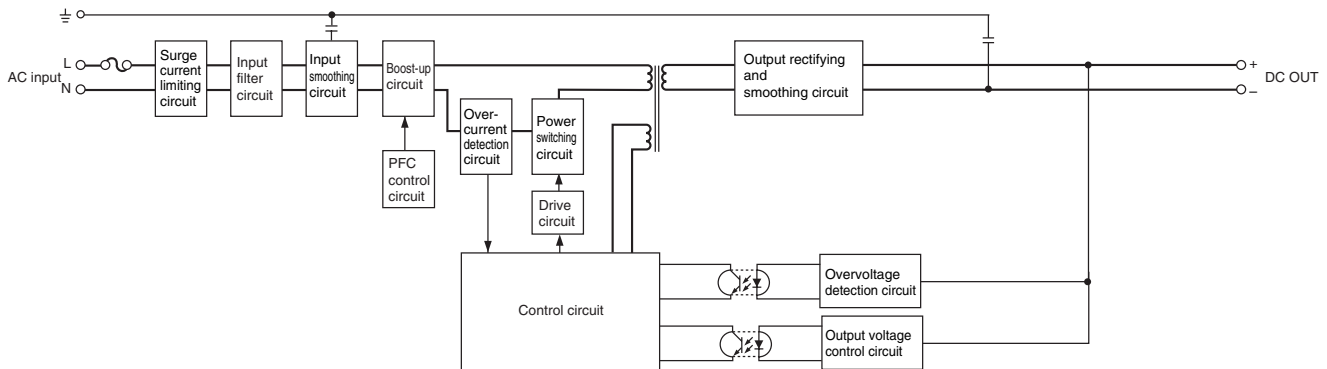 AC input
L
N
Surge
current
limiting
circuit
Input
filter
circuit
Input
smoothing
circuit
Boost-up
circuit
PFC
control
circuit
Over-
current
detection
circuit
Power
switching
circuit
Drive
circuit
Output rectifying
and
smoothing circuit
+
DC OUT
–
Control circuit
Overvoltage
detection circuit
Output voltage
control circuit